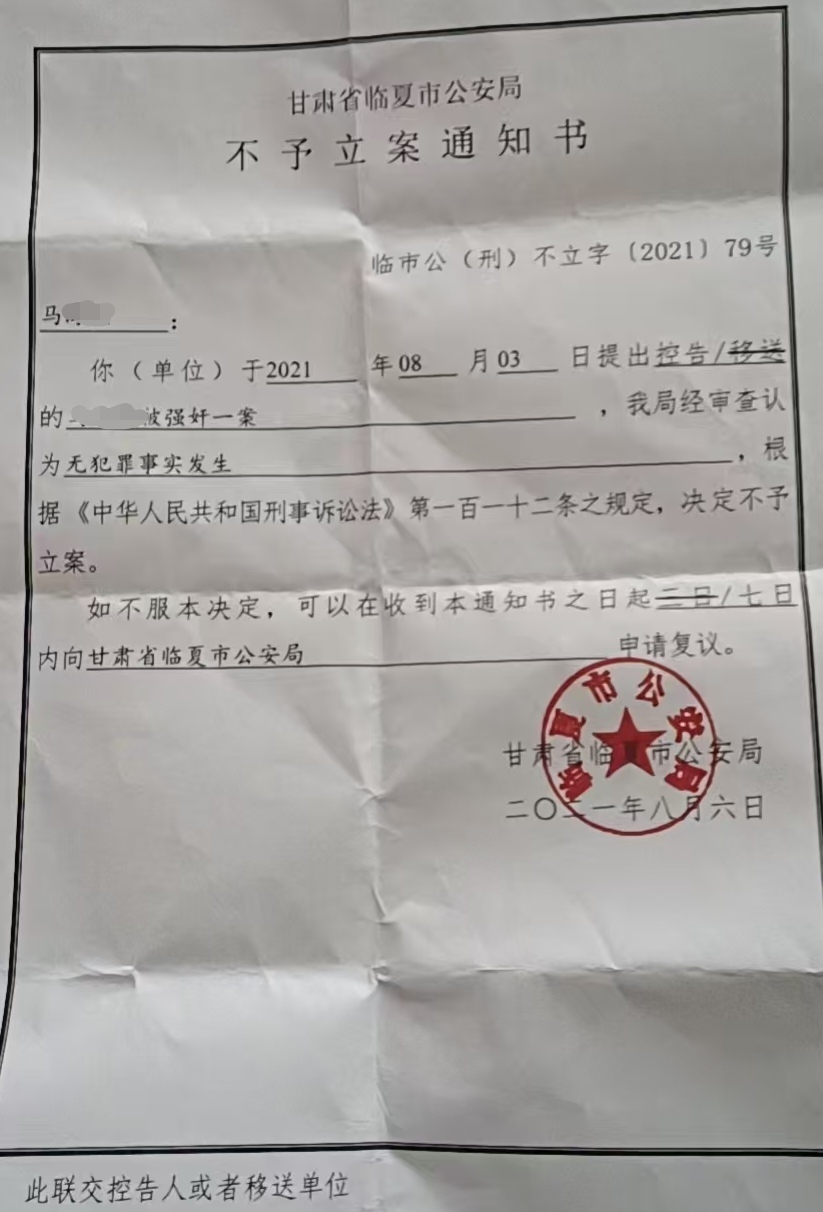 甘肃省临夏市公安局
不予立案通知书
临市公（刑）不立字〔2021〕79号
马：
你（单位）于2021年08月03日提出控告/移送
的被强奸一案，我局经审查认
为无犯罪事实发生，根
据《中华人民共和国刑事诉讼法》第一百一十二条之规定，决定不予
立案。
如不服本决定，可以在收到本通知书之日起三日/七日
内向甘肃省临夏市公安局申请复议。
临夏市公安局
甘肃省临夏市公安局
二〇二一年八月六日
此联交控告人或者移送单位